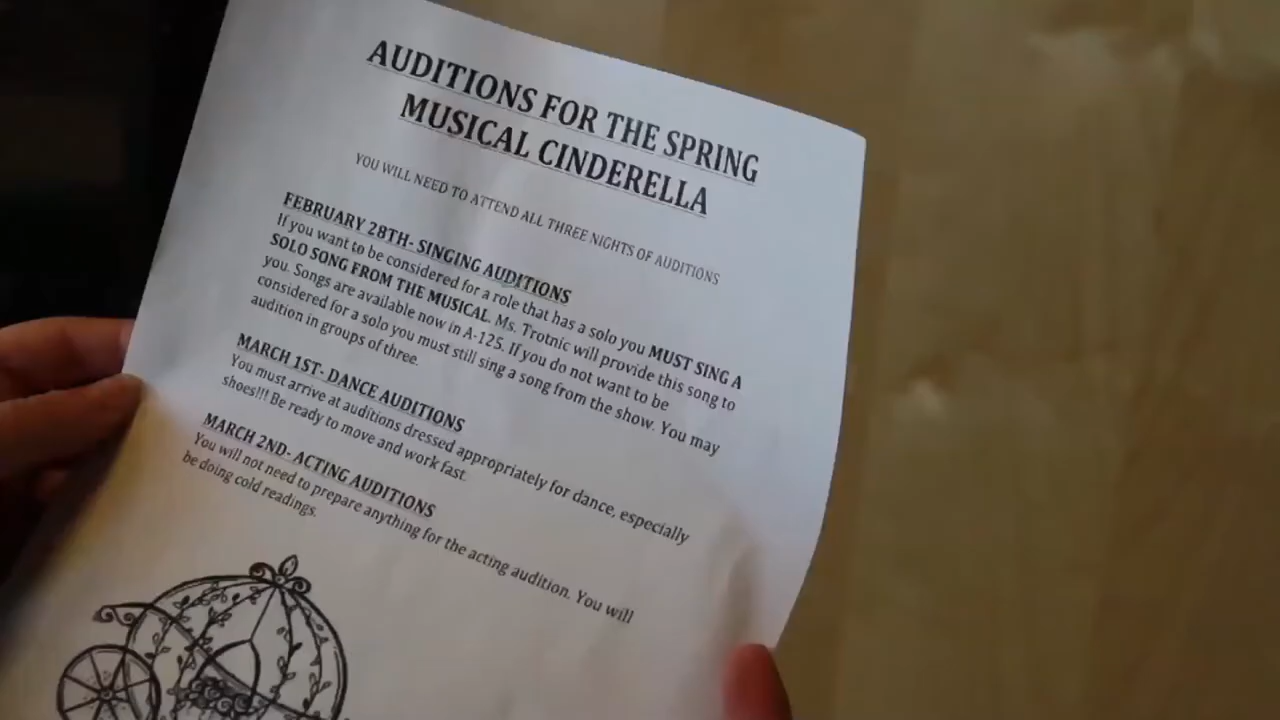 AUDITIONS FOR THE SPRING
MUSICAL CINDERELLA
YOU WILL NEED TO ATTEND ALL THREE NIGHTS OF AUDITIONS
FEBRUARY 28TH- SINGING AUDITIONS
If you want to be considered for a role that has a solo you MUST SING A
SOLO SONG FROM THE MUSICAL. Ms. Trotnic will provide this song to
you. Songs are available now in A-125. If you do not want to be
considered for a solo you must still sing a song from the show. You may
audition in groups of three.
MARCH 1ST- DANCE AUDITIONS
You must arrive at auditions dressed appropriately for dance, especially
shoes!!! Be ready to move and work fast.
MARCH 2ND- ACTING AUDITIONS
You will not need to prepare anything for the acting audition. You will
be doing cold readings.